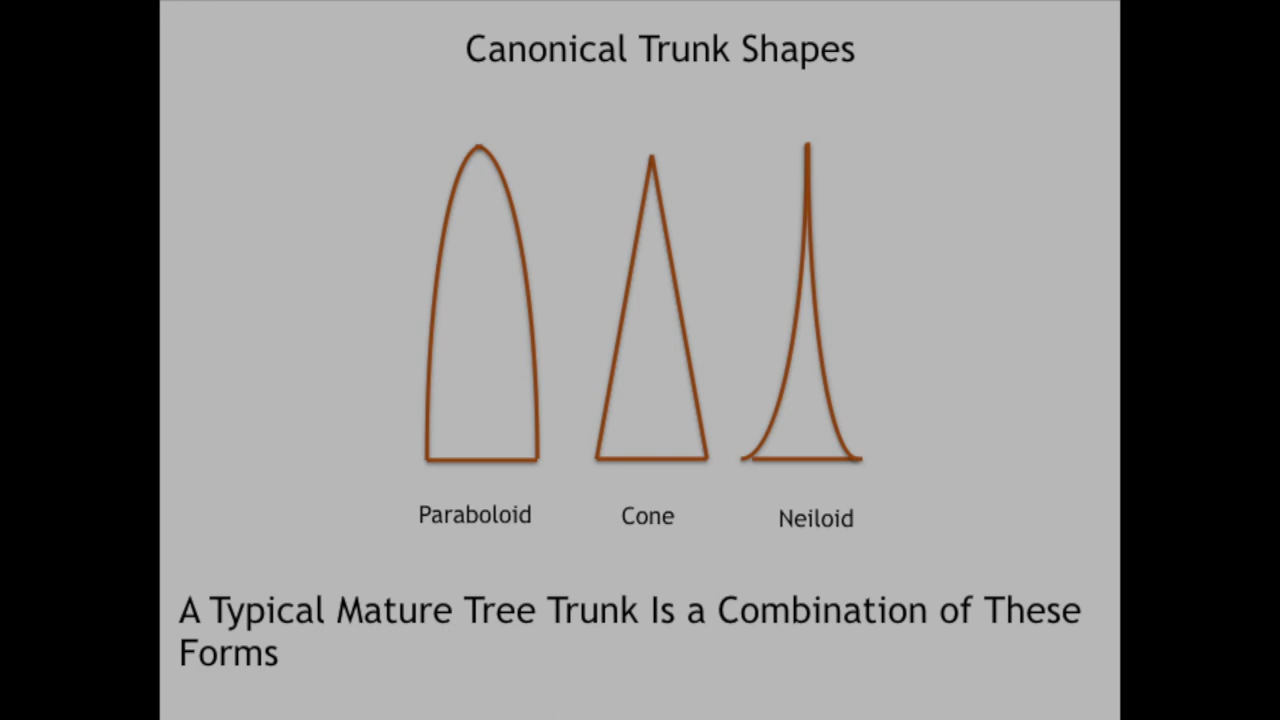 Canonical Trunk Shapes
Paraboloid
Cone
Neiloid
A Typical Mature Tree Trunk Is a Combination of These
Forms